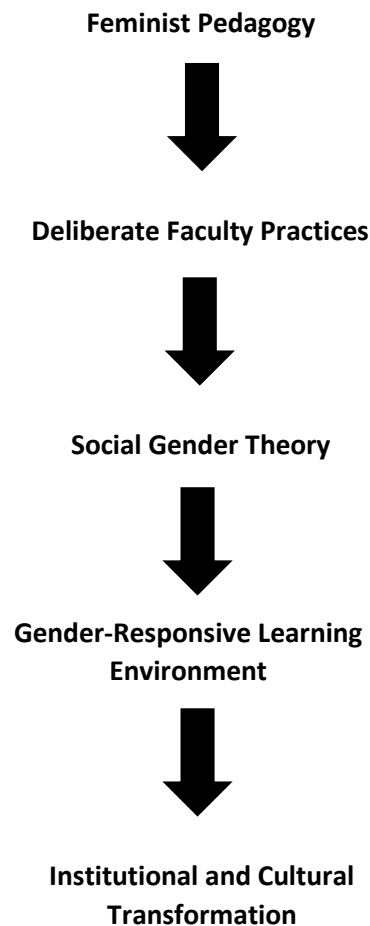 Feminist Pedagogy
Deliberate Faculty Practices
Social Gender Theory
Gender-Responsive Learning
Environment
Institutional and Cultural
Transformation